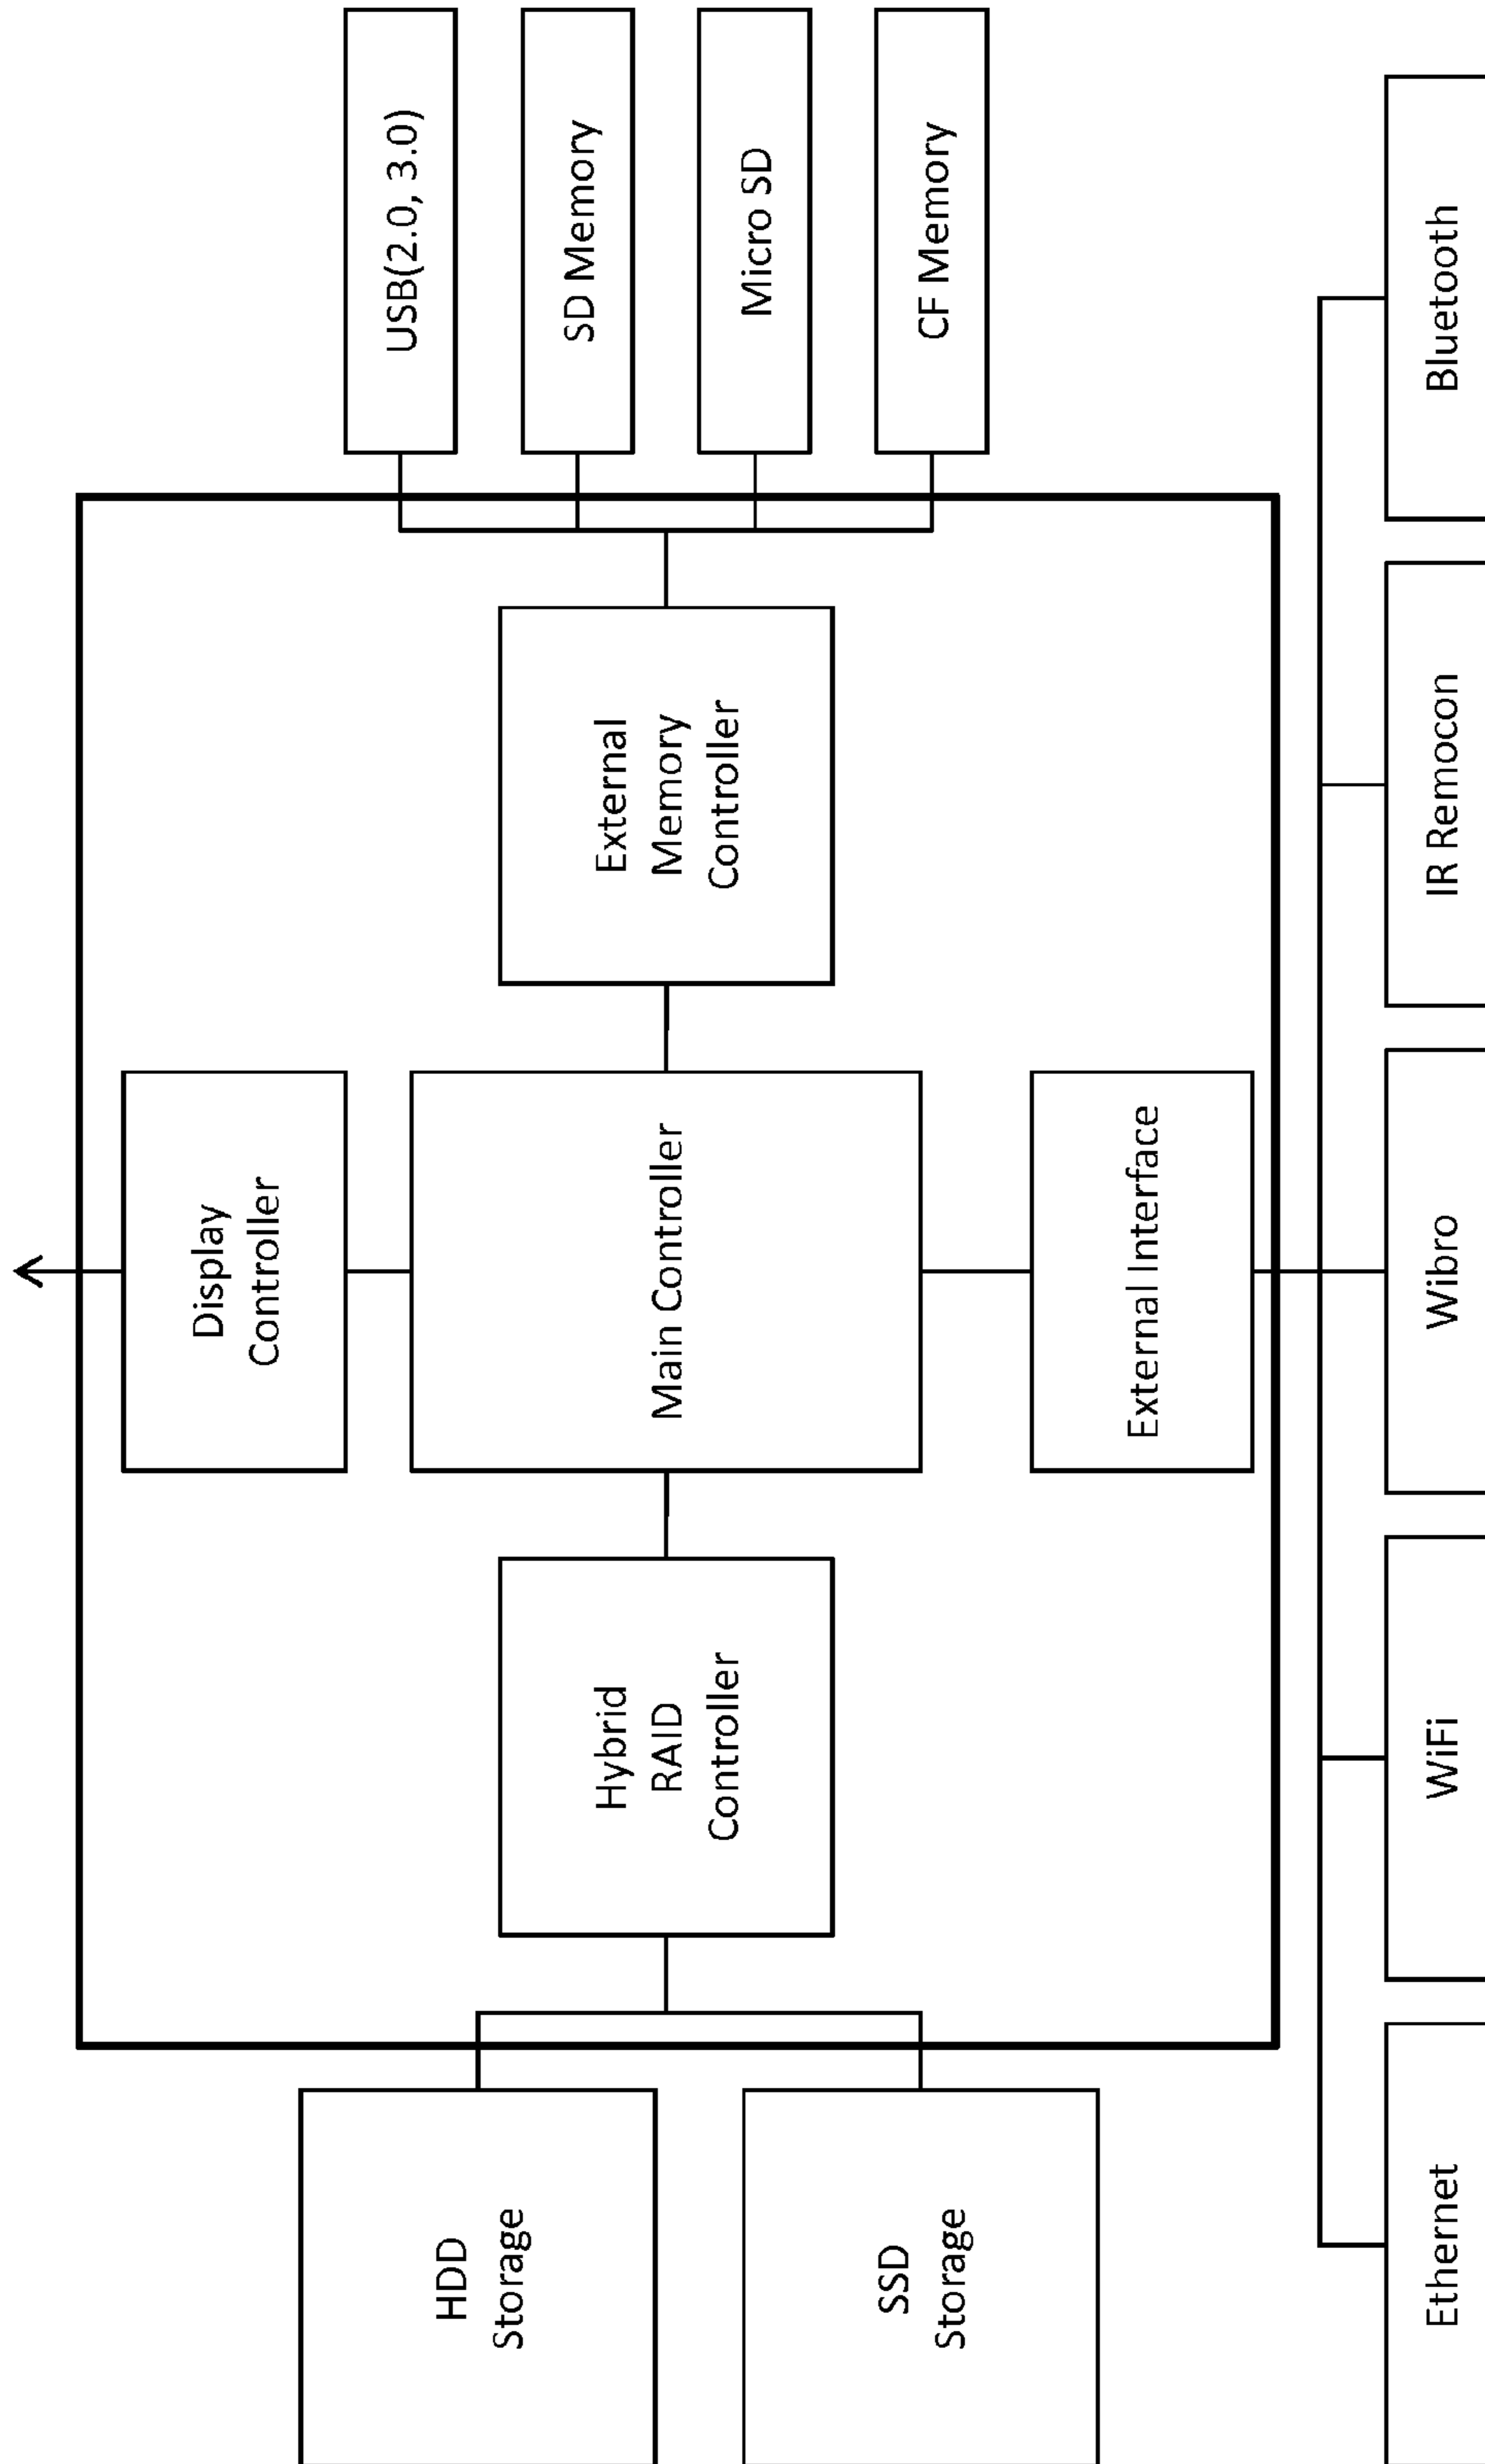 Display
Controller
HDD
Storage
SSD
Storage
Hybrid
RAID
Controller
Main Controller
External
Memory
Controller
USB(2.0, 3.0)
SD Memory
Micro SD
CF Memory
External Interface
Ethernet
WiFi
Wibro
IR Remocon
Bluetooth